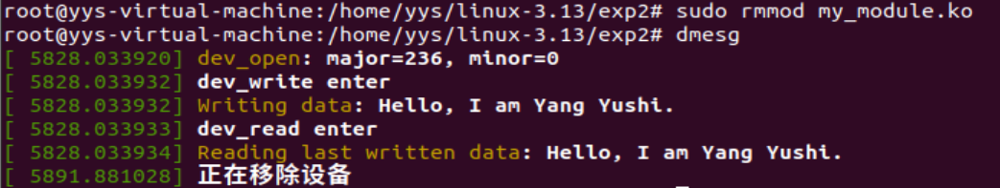 root@yys-virtual-machine:/home/yys/linux-3.13/exp2# sudo rmmod my_module.ko
root@yys-virtual-machine:/home/yys/linux-3.13/exp2# dmesg
[ 5828.033920] dev_open: major=236, minor=0
[ 5828.033932] dev_write enter
[ 5828.033932] Writing data: Hello, I am Yang Yushi.
[ 5828.033933] dev_read enter
[ 5828.033934] Reading last written data: Hello, I am Yang Yushi.
[ 5891.881028] 正在移除设备